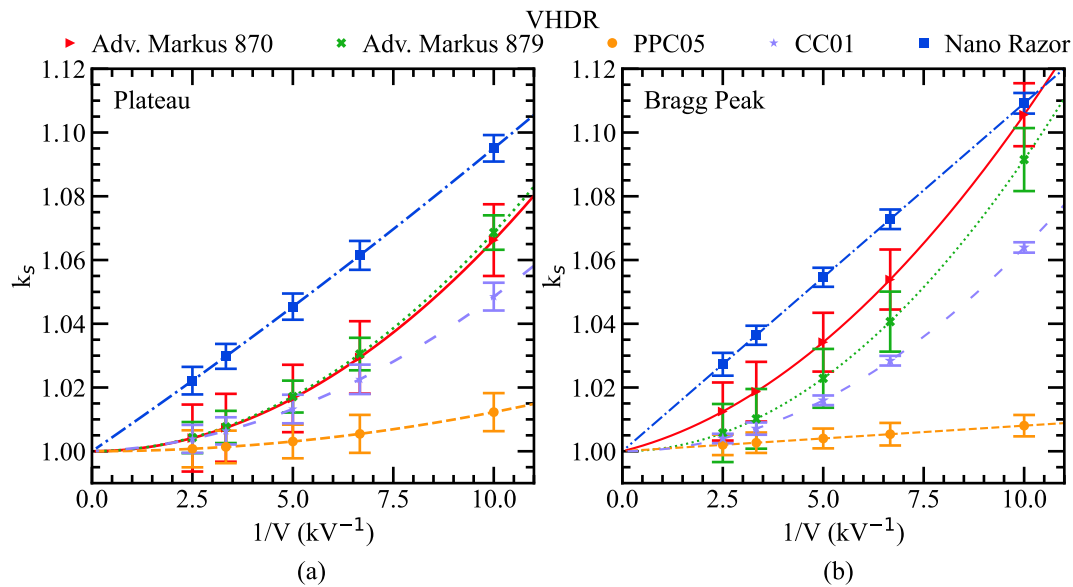 VHDR
Adv. Markus 870 Adv. Markus 879 PPC05 CC01 Nano Razor
Plateau
1.12
1.10
1.08
1.06
1.04
1.02
1.00
kₛ
0.0 2.5 5.0 7.5 10.0
1/V (kV⁻¹)
(a)
Bragg Peak
1.12
1.10
1.08
1.06
1.04
1.02
1.00
kₛ
0.0 2.5 5.0 7.5 10.0
1/V (kV⁻¹)
(b)